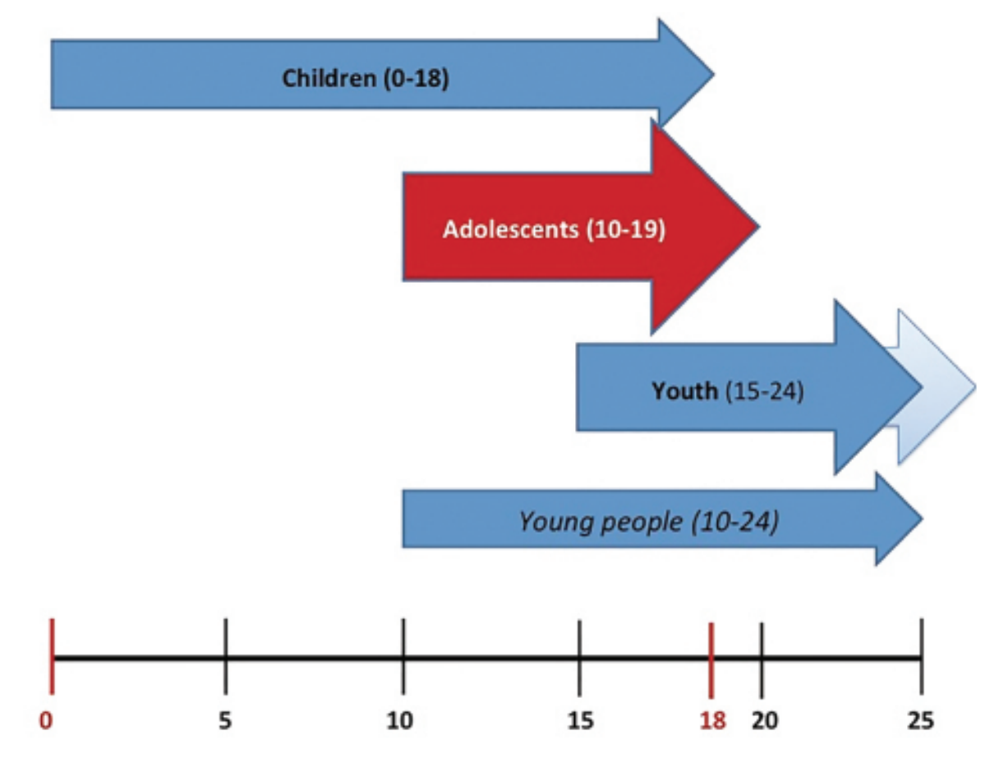 Children (0-18)
Adolescents (10-19)
Youth (15-24)
Young people (10-24)
0 5 10 15 18 20 25